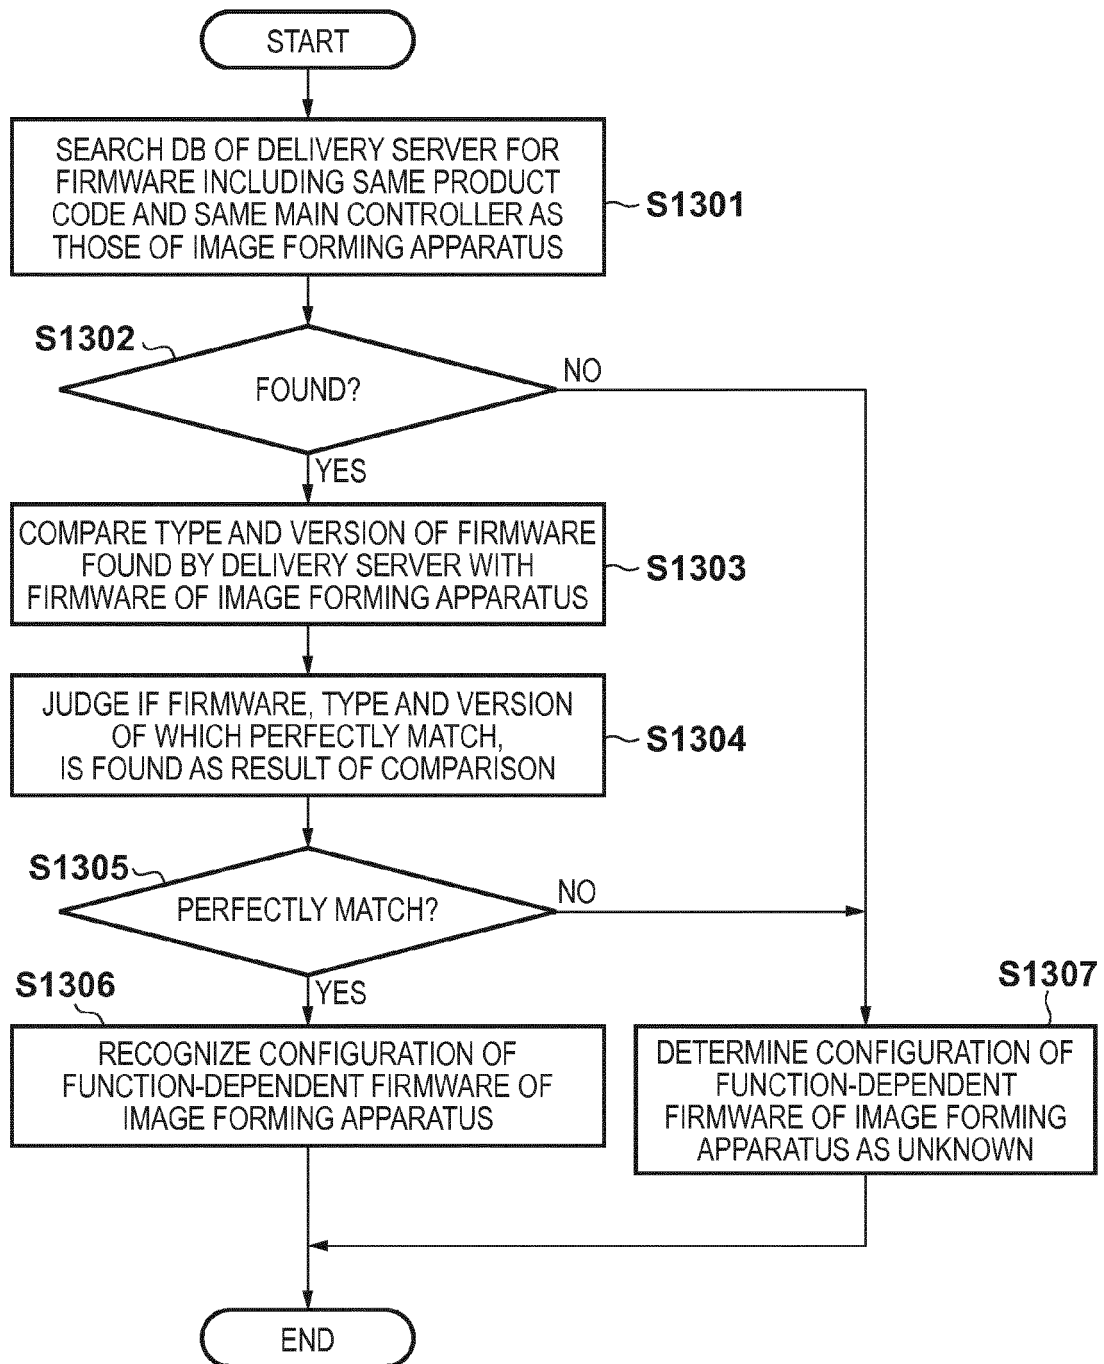 START
SEARCH DB OF DELIVERY SERVER FOR
FIRMWARE INCLUDING SAME PRODUCT
CODE AND SAME MAIN CONTROLLER AS
THOSE OF IMAGE FORMING APPARATUS
S1301
S1302
FOUND?
NO
YES
COMPARE TYPE AND VERSION OF FIRMWARE
FOUND BY DELIVERY SERVER WITH
FIRMWARE OF IMAGE FORMING APPARATUS
S1303
JUDGE IF FIRMWARE, TYPE AND VERSION
OF WHICH PERFECTLY MATCH,
IS FOUND AS RESULT OF COMPARISON
S1304
S1305
PERFECTLY MATCH?
NO
YES
S1306
RECOGNIZE CONFIGURATION OF
FUNCTION-DEPENDENT FIRMWARE OF
IMAGE FORMING APPARATUS
S1307
DETERMINE CONFIGURATION OF
FUNCTION-DEPENDENT
FIRMWARE OF IMAGE FORMING
APPARATUS AS UNKNOWN
END